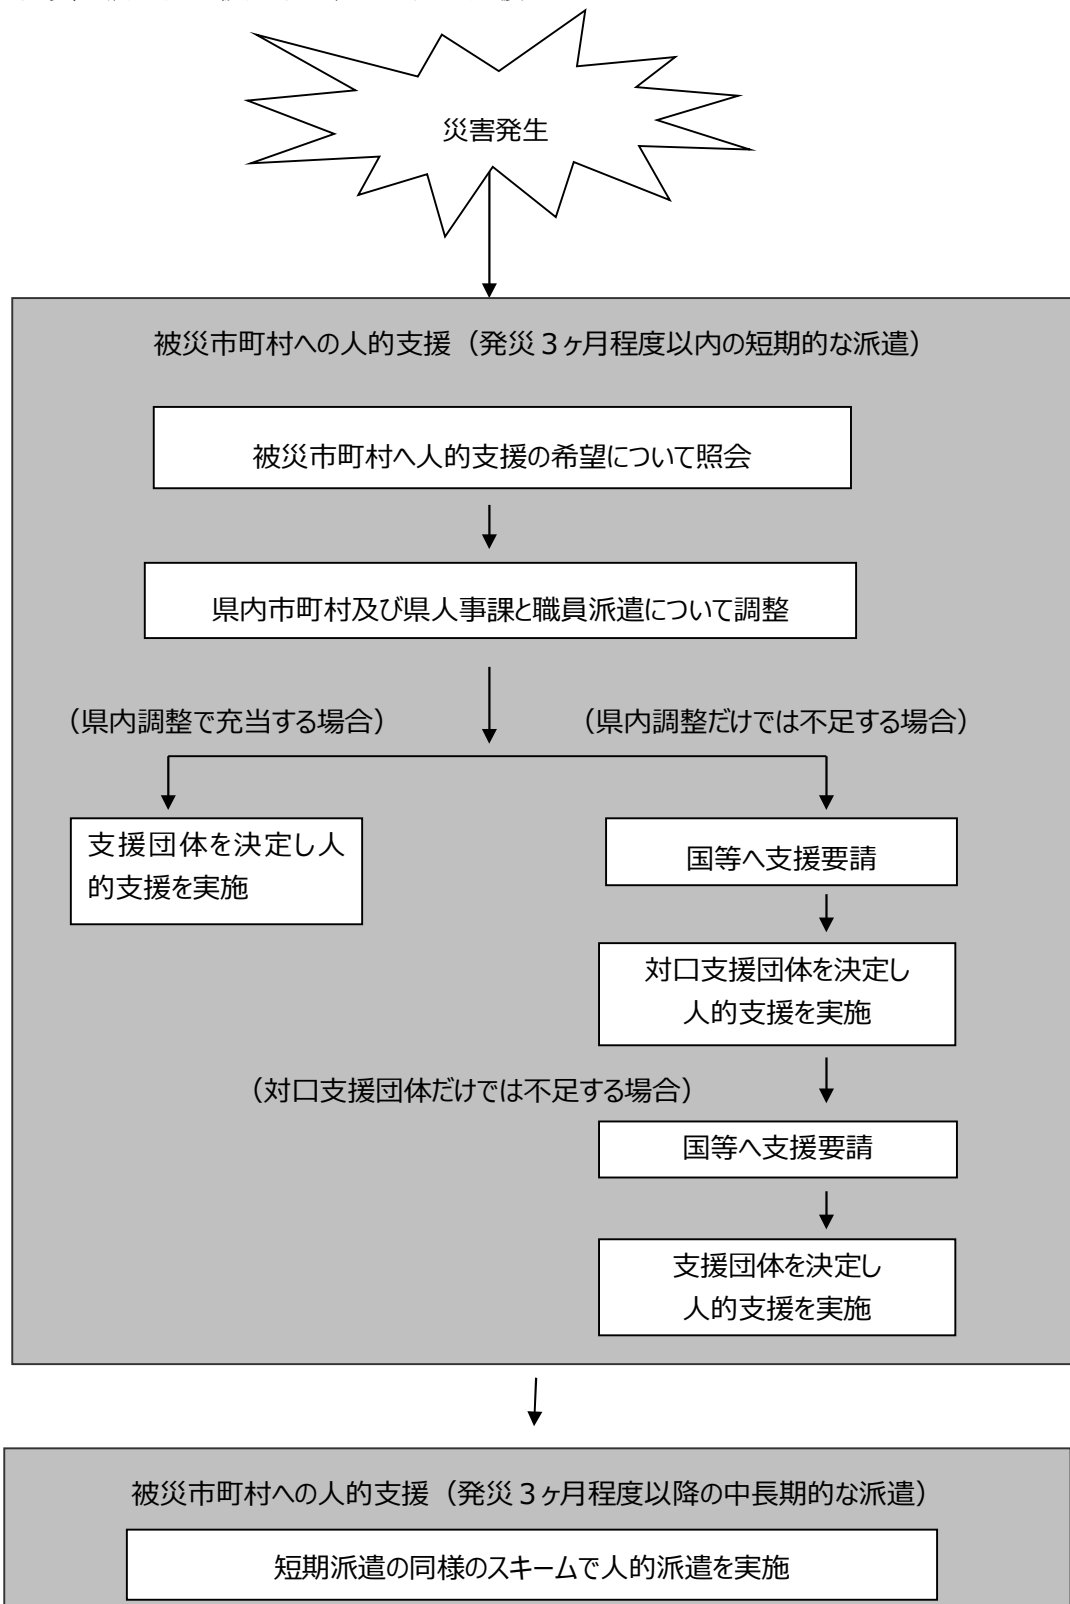 災害発生
被災市町村への人的支援（発災３ヶ月程度以内の短期的な派遣）
被災市町村へ人的支援の希望について照会
県内市町村及び県人事課と職員派遣について調整
（県内調整で充当する場合）
（県内調整だけでは不足する場合）
支援団体を決定し人
的支援を実施
国等へ支援要請
対口支援団体を決定し
人的支援を実施
（対口支援団体だけでは不足する場合）
国等へ支援要請
支援団体を決定し
人的支援を実施
被災市町村への人的支援（発災３ヶ月程度以降の中長期的な派遣）
短期派遣の同様のスキームで人的派遣を実施